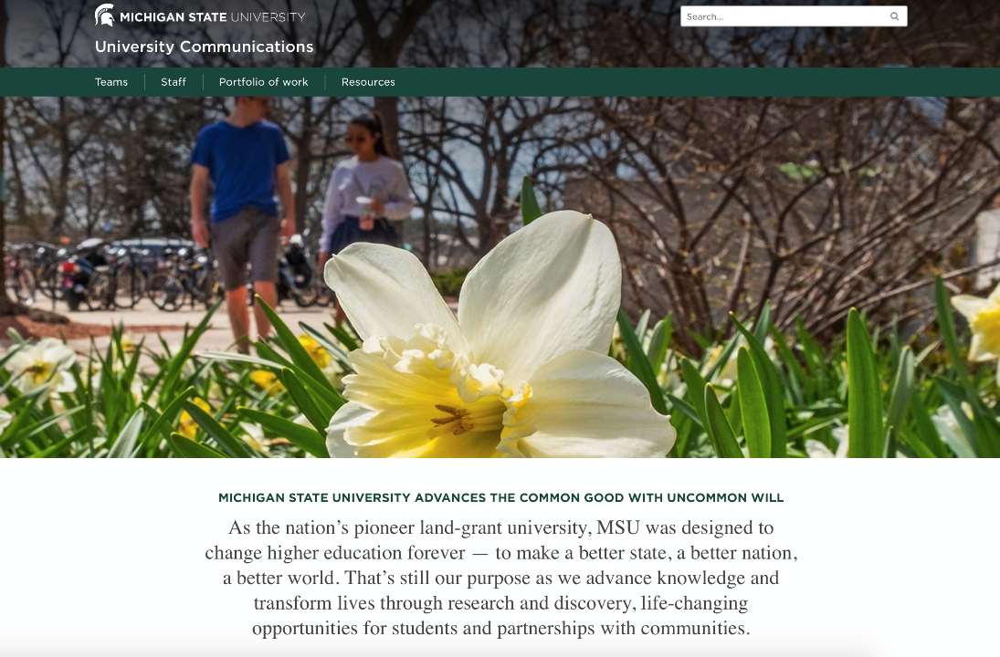 MICHIGAN STATE UNIVERSITY
Search...
University Communications
Teams
Staff
Portfolio of work
Resources
MICHIGAN STATE UNIVERSITY ADVANCES THE COMMON GOOD WITH UNCOMMON WILL
As the nation’s pioneer land-grant university, MSU was designed to
change higher education forever — to make a better state, a better nation,
a better world. That’s still our purpose as we advance knowledge and
transform lives through research and discovery, life-changing
opportunities for students and partnerships with communities.